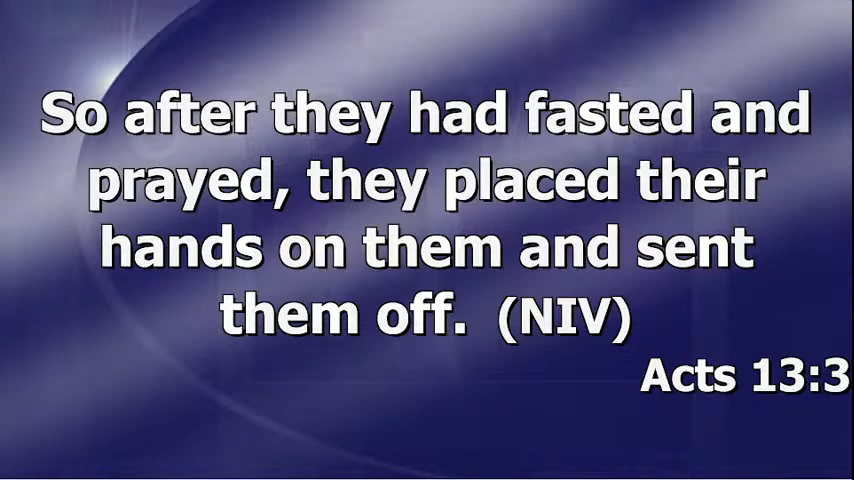 So after they had fasted and
prayed, they placed their
hands on them and sent
them off. (NIV)
Acts 13:3